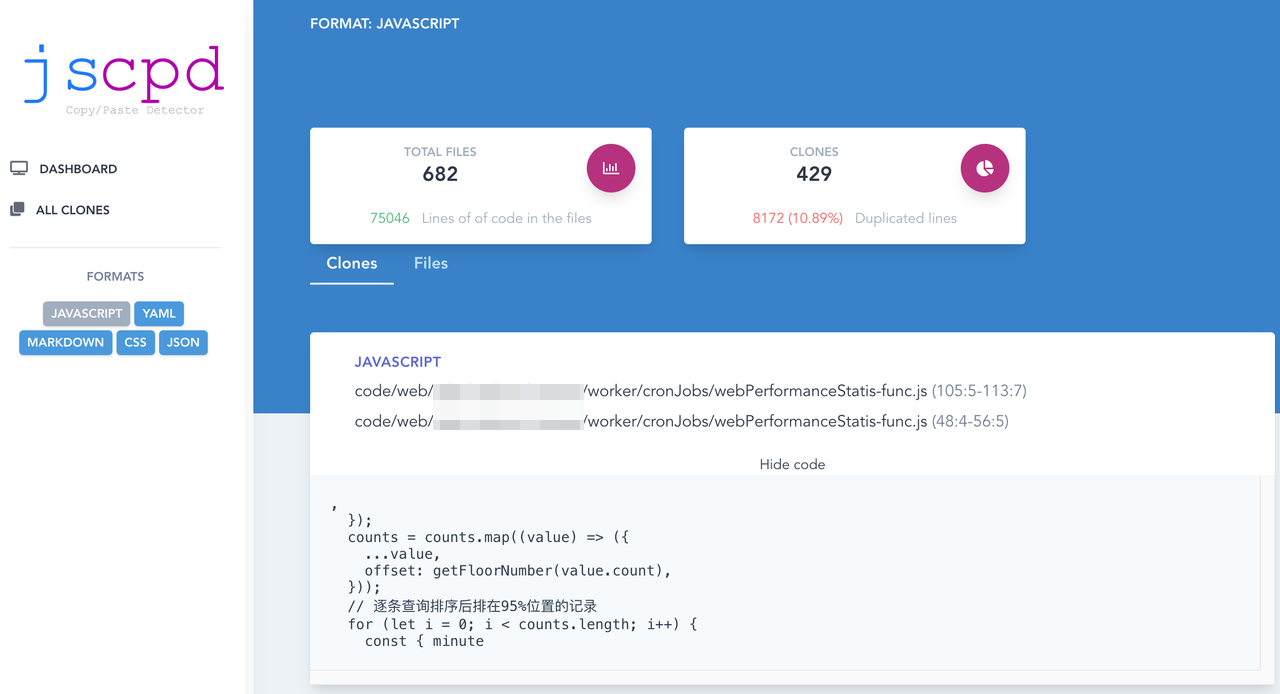 jscpd
Copy/Paste Detector
DASHBOARD
ALL CLONES
FORMATS
JAVASCRIPT YAML
MARKDOWN CSS JSON
FORMAT: JAVASCRIPT
TOTAL FILES
682
75046 Lines of of code in the files
CLONES
429
8172 (10.89%) Duplicated lines
Clones Files
JAVASCRIPT
code/web/ /worker/cronJobs/webPerformanceStatis-func.js (105:5-113:7)
code/web/ /worker/cronJobs/webPerformanceStatis-func.js (48:4-56:5)
Hide code
,
});
counts = counts.map((value) => ({
...value,
offset: getFloorNumber(value.count),
}));
// 逐条查询排序后排在95%位置的记录
for (let i = 0; i < counts.length; i++) {
const { minute